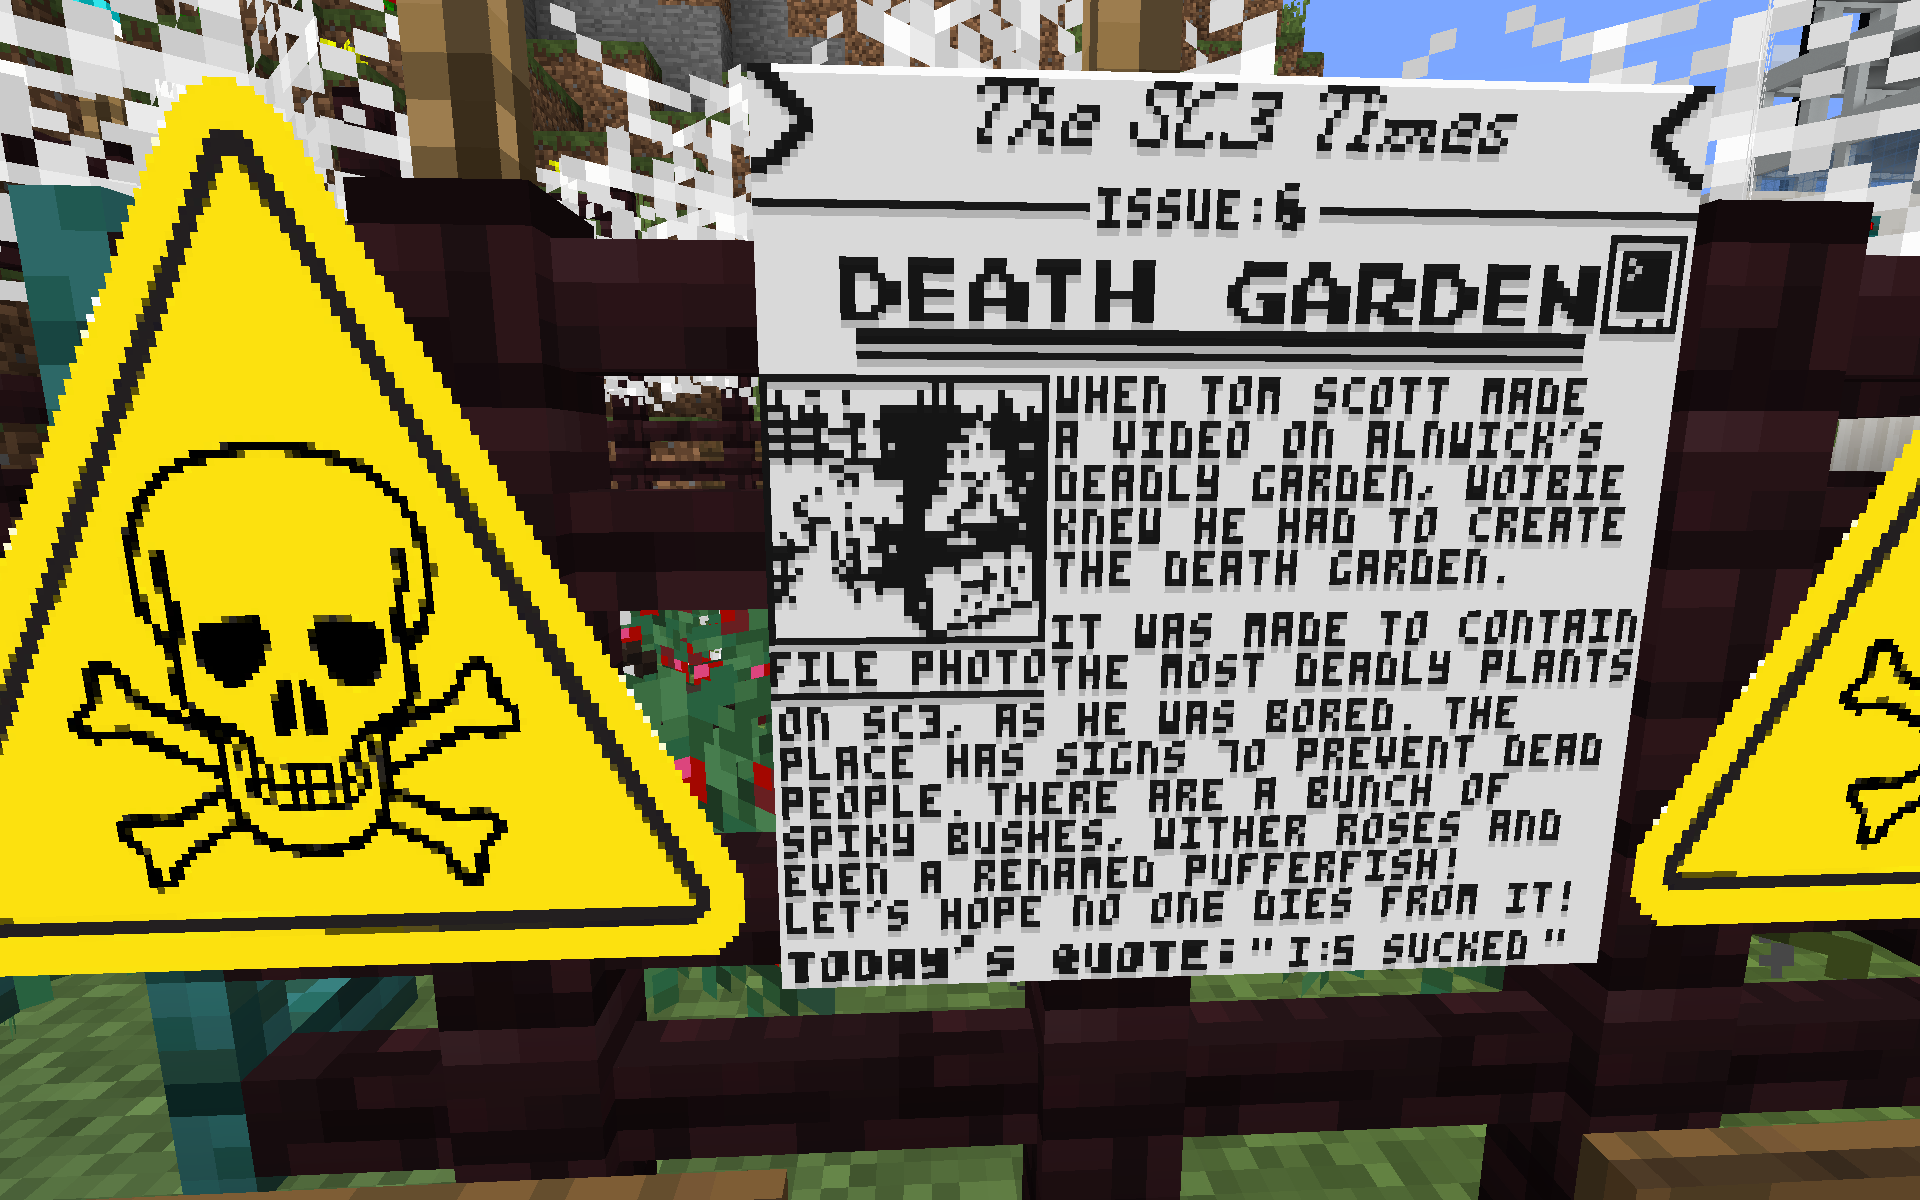 The SC3 Times
ISSUE:6
DEATH GARDEN
WHEN TOM SCOTT MADE
A VIDEO ON ALNWICK'S
DEADLY GARDEN, WOJBIE
KNEW HE HAD TO CREATE
THE DEATH GARDEN.
IT WAS MADE TO CONTAIN
THE MOST DEADLY PLANTS
FILE PHOTO
ON SC3, AS HE WAS BORED. THE
PLACE HAS SIGNS TO PREVENT DEAD
PEOPLE. THERE ARE A BUNCH OF
SPIKY BUSHES, WITHER ROSES AND
EVEN A RENAMED PUFFERFISH!
LET'S HOPE NO ONE DIES FROM IT!
TODAY'S QUOTE:"I:S SUCKED"